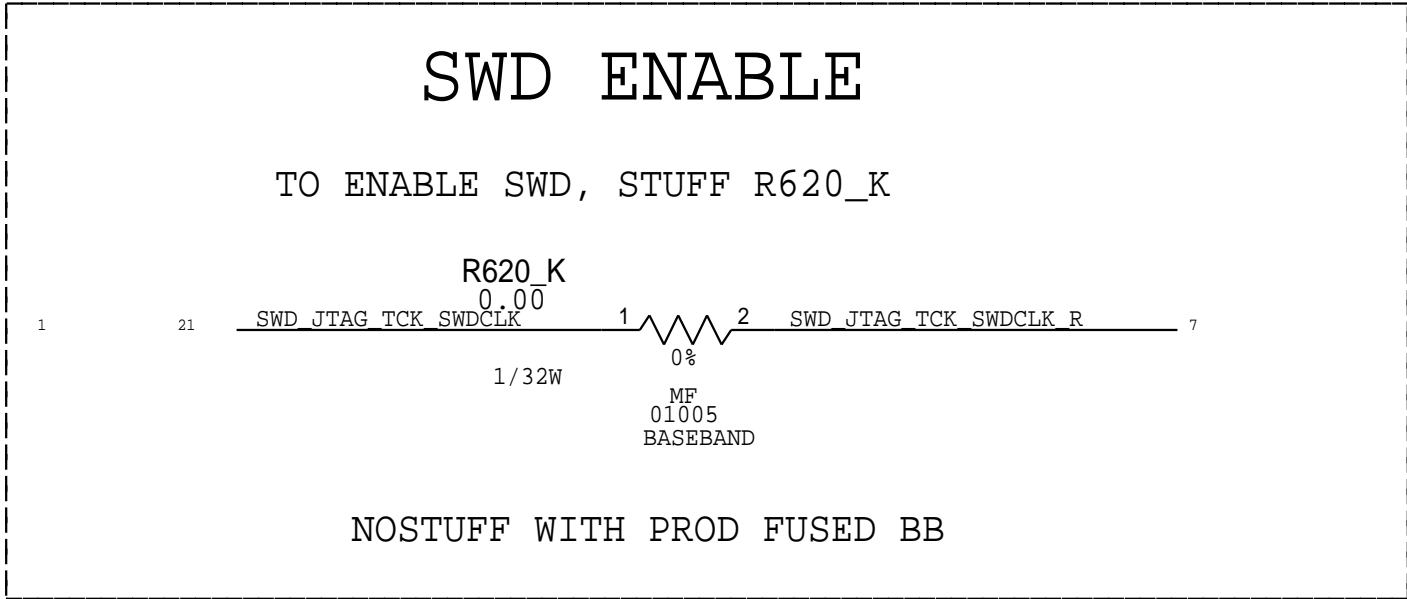 SWD ENABLE
TO ENABLE SWD, STUFF R620_K
R620_K
0.00
1 21 SWD_JTAG_TCK_SWDCLK 1 2 SWD_JTAG_TCK_SWDCLK_R 7
0%
1/32W
MF
01005
BASEBAND
NOSTUFF WITH PROD FUSED BB